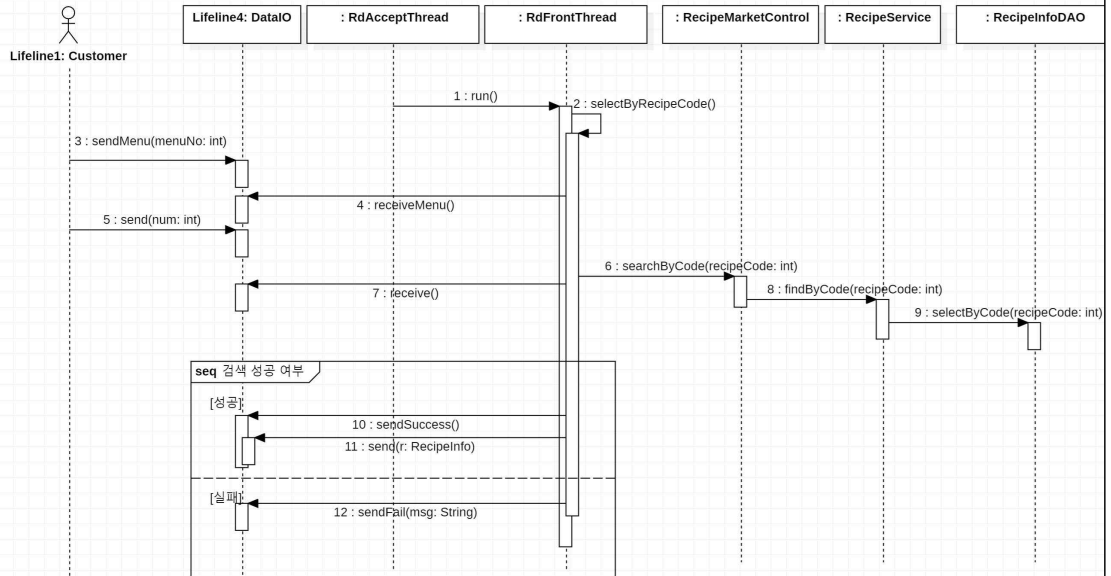 Lifeline1: Customer
Lifeline4: DataIO
: RdAcceptThread
: RdFrontThread
: RecipeMarketControl
: RecipeService
: RecipeInfoDAO
1 : run()
2 : selectByRecipeCode()
3 : sendMenu(menuNo: int)
4 : receiveMenu()
5 : send(num: int)
6 : searchByCode(recipeCode: int)
7 : receive()
8 : findByCode(recipeCode: int)
9 : selectByCode(recipeCode: int)
seq 검색 성공 여부
[성공]
10 : sendSuccess()
11 : send(r: RecipeInfo)
[실패]
12 : sendFail(msg: String)